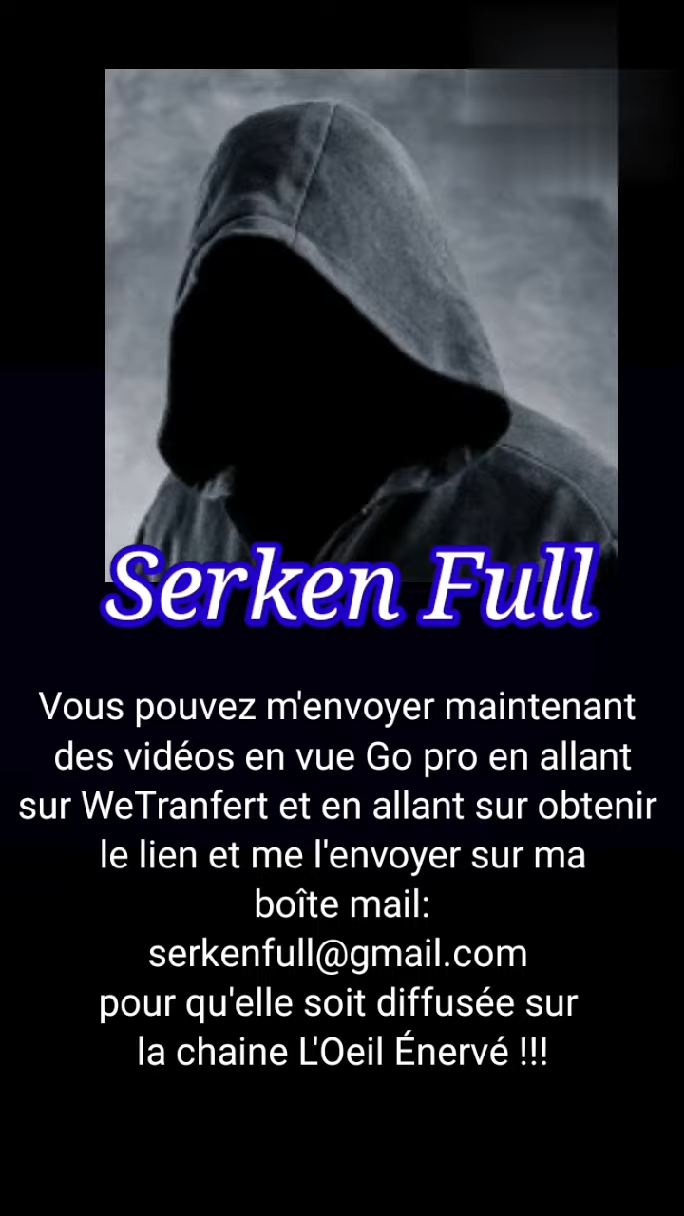 Serken Full
Vous pouvez m'envoyer maintenant
des vidéos en vue Go pro en allant
sur WeTranfert et en allant sur obtenir
le lien et me l'envoyer sur ma
boîte mail:
serkenfull@gmail.com
pour qu'elle soit diffusée sur
la chaine L'Oeil Énervé !!!